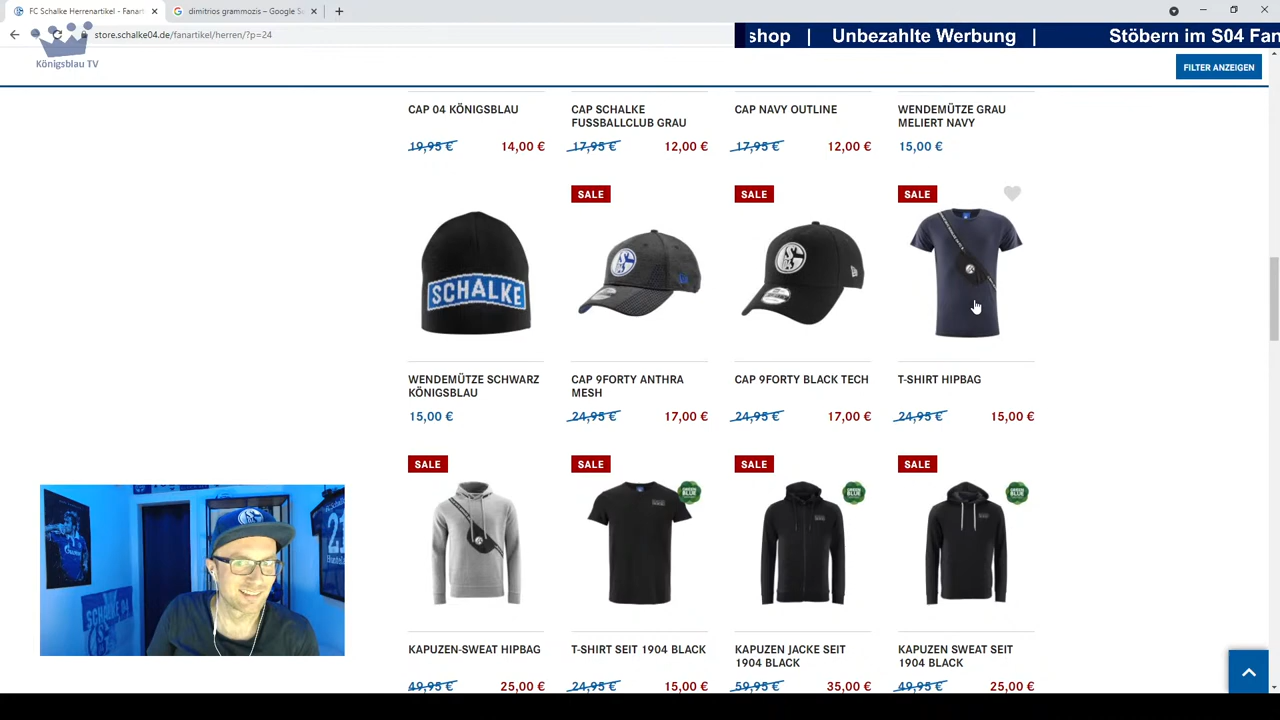 FC Schalke Herrenartikel - Fanart
dimitrios grammozis – Google Su
store.schalke04.de/fanartikel/herren/?p=24
shop | Unbezahlte Werbung | Stöbern im S04 Fan
Königsblau TV
FILTER ANZEIGEN
CAP 04 KÖNIGSBLAU
19,95 € 14,00 €
CAP SCHALKE
FUSSBALLCLUB GRAU
17,95 € 12,00 €
CAP NAVY OUTLINE
17,95 € 12,00 €
WENDEMÜTZE GRAU
MELIERT NAVY
15,00 €
SCHALKE
WENDEMÜTZE SCHWARZ
KÖNIGSBLAU
15,00 €
SALE
CAP 9FORTY ANTHRA
MESH
24,95 € 17,00 €
SALE
CAP 9FORTY BLACK TECH
24,95 € 17,00 €
SALE
T-SHIRT HIPBAG
24,95 € 15,00 €
SALE
KAPUZEN-SWEAT HIPBAG
49,95 € 25,00 €
SALE
T-SHIRT SEIT 1904 BLACK
24,95 € 15,00 €
SALE
KAPUZEN JACKE SEIT
1904 BLACK
59,95 € 35,00 €
SALE
KAPUZEN SWEAT SEIT
1904 BLACK
49,95 € 25,00 €
SCHALKE 04